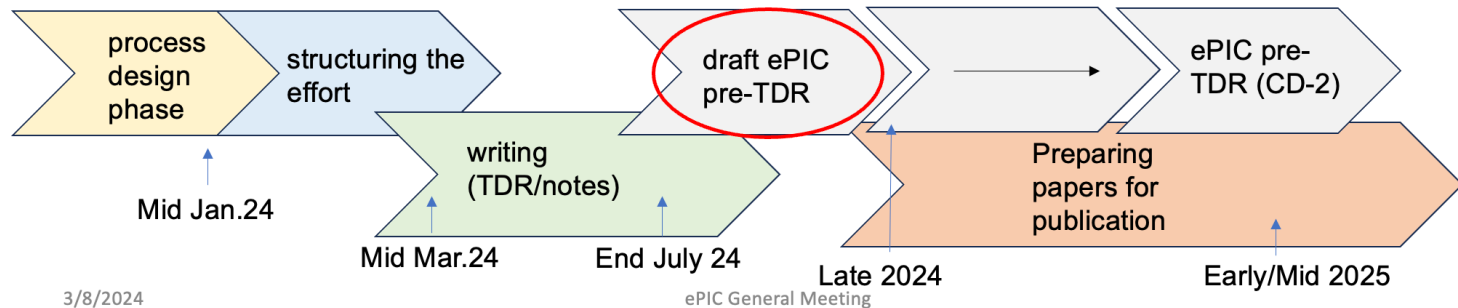 process
design
phase
structuring the
effort
draft ePIC
pre-TDR
ePIC pre-
TDR (CD-2)
writing
(TDR/notes)
Preparing
papers for
publication
Mid Jan.24
Mid Mar.24
End July 24
Late 2024
Early/Mid 2025
3/8/2024
ePIC General Meeting